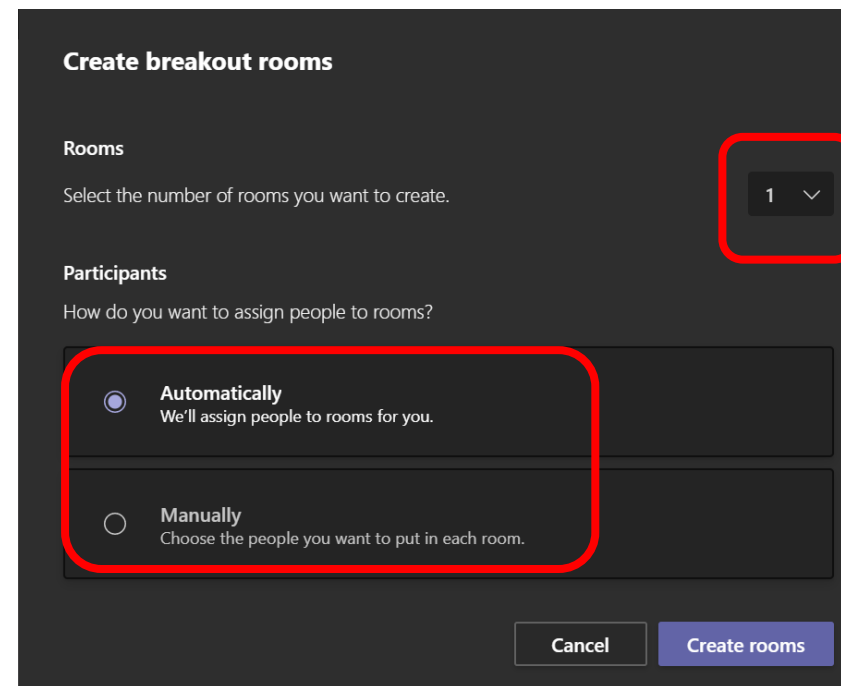 Create breakout rooms
Rooms
Select the number of rooms you want to create.
1
Participants
How do you want to assign people to rooms?
Automatically
We'll assign people to rooms for you.
Manually
Choose the people you want to put in each room.
Cancel
Create rooms